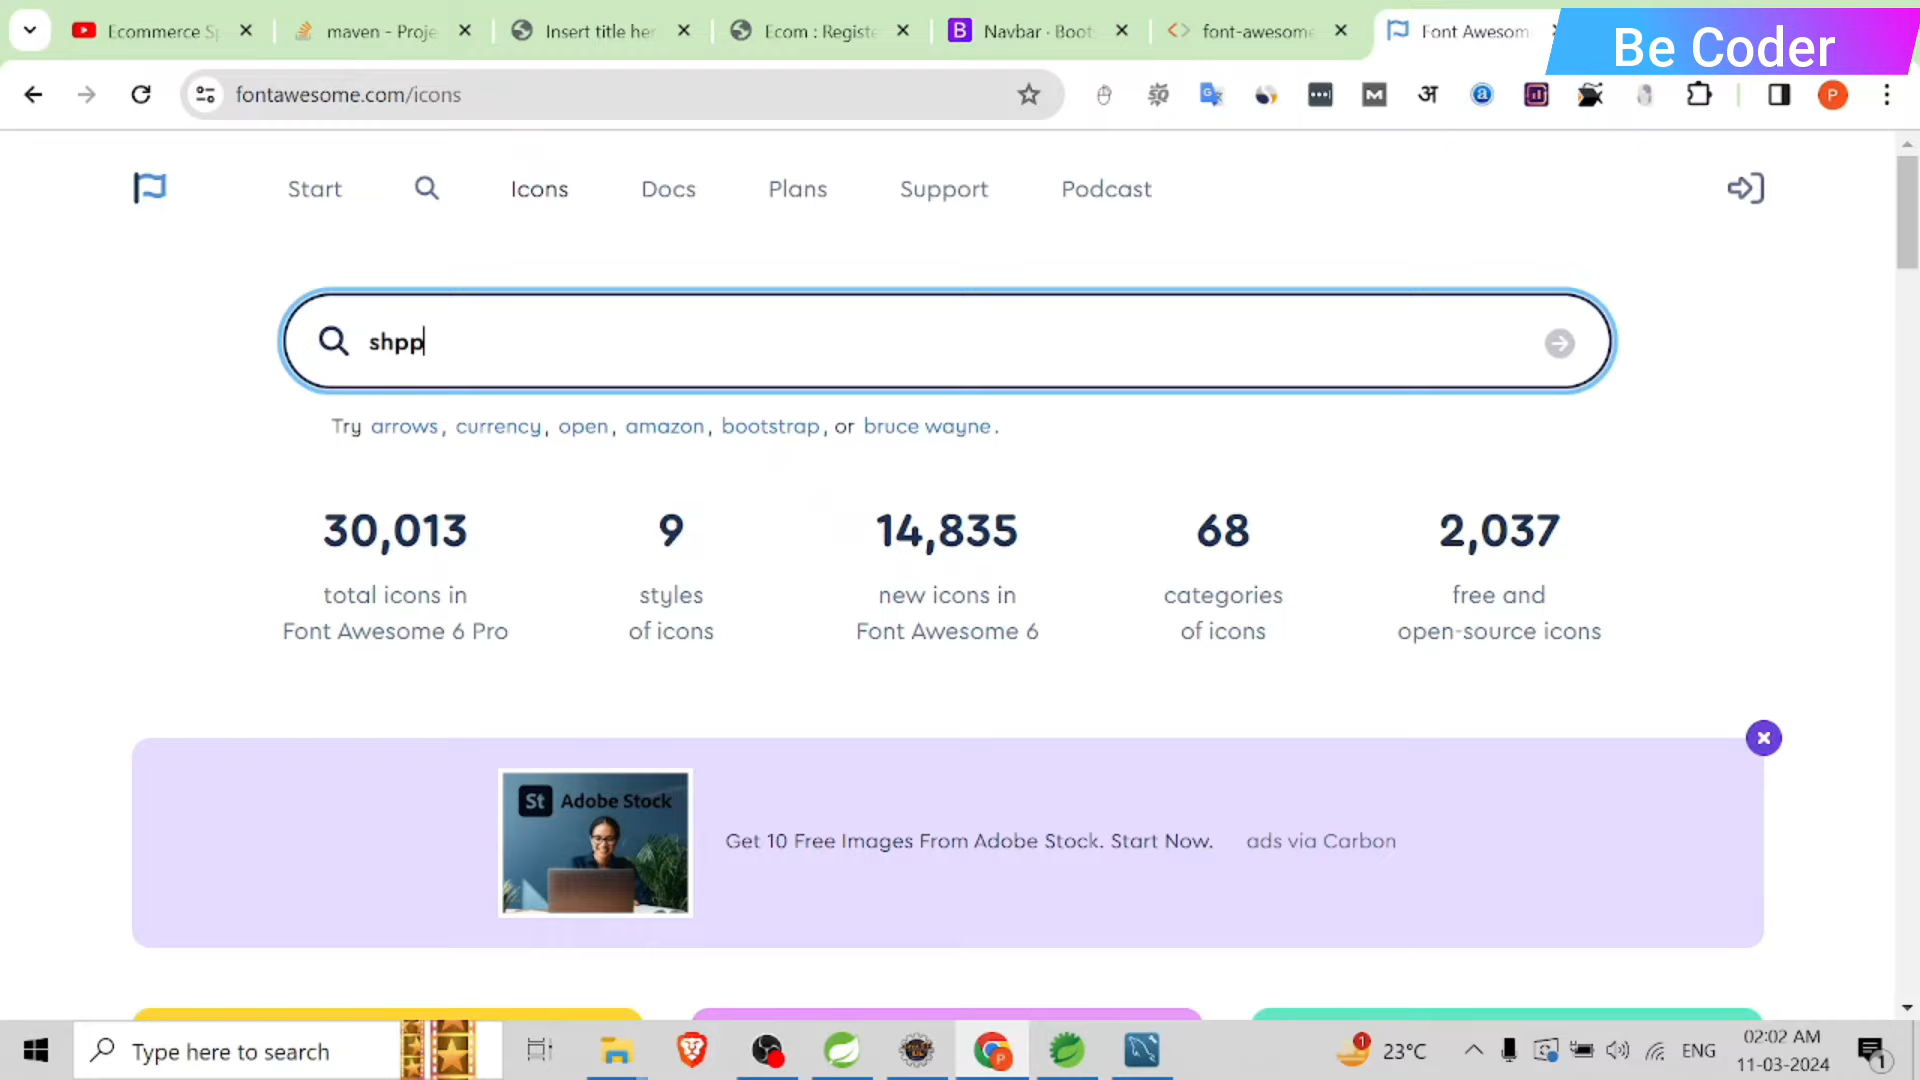 Ecommerce Sp
maven - Proje
Insert title her
Ecom : Registe
Navbar · Boot
font-awesome
Font Awesom
Be Coder
fontawesome.com/icons
Start
Icons
Docs
Plans
Support
Podcast
shpp
Try arrows, currency, open, amazon, bootstrap, or bruce wayne.
30,013
9
14,835
68
2,037
total icons in
Font Awesome 6 Pro
styles
of icons
new icons in
Font Awesome 6
categories
of icons
free and
open-source icons
St Adobe Stock
Get 10 Free Images From Adobe Stock. Start Now.
ads via Carbon
Type here to search
1
23°C
ENG
02:02 AM
11-03-2024
1